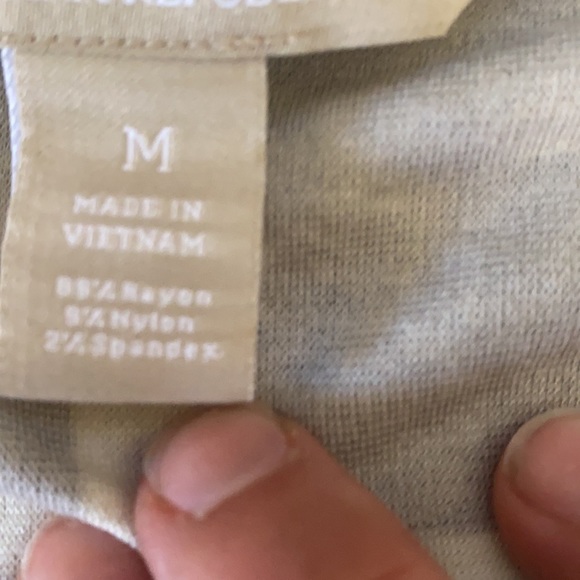 M
MADE IN
VIETNAM
89% Rayon
9% Nylon
2% Spandex